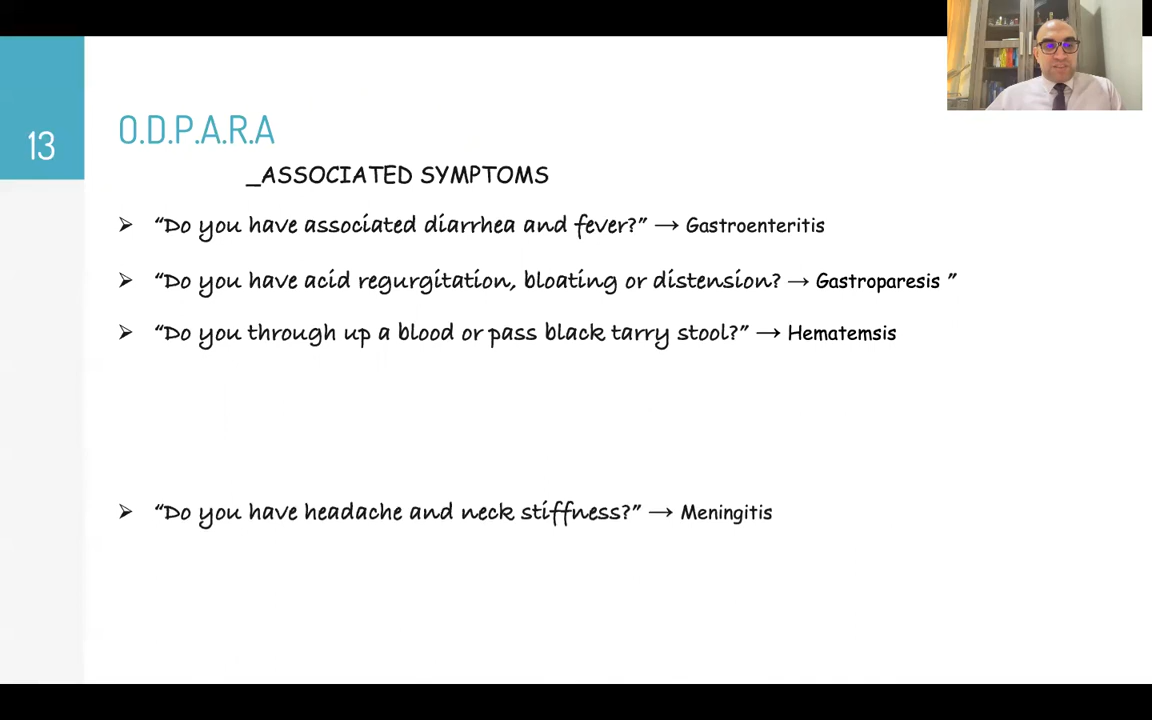 13
O.D.P.A.R.A
_ASSOCIATED SYMPTOMS
➢ “Do you have associated diarrhea and fever?” → Gastroenteritis
➢ “Do you have acid regurgitation, bloating or distension? → Gastroparesis ”
➢ “Do you through up a blood or pass black tarry stool?” → Hematemsis
➢ “Do you have headache and neck stiffness?” → Meningitis